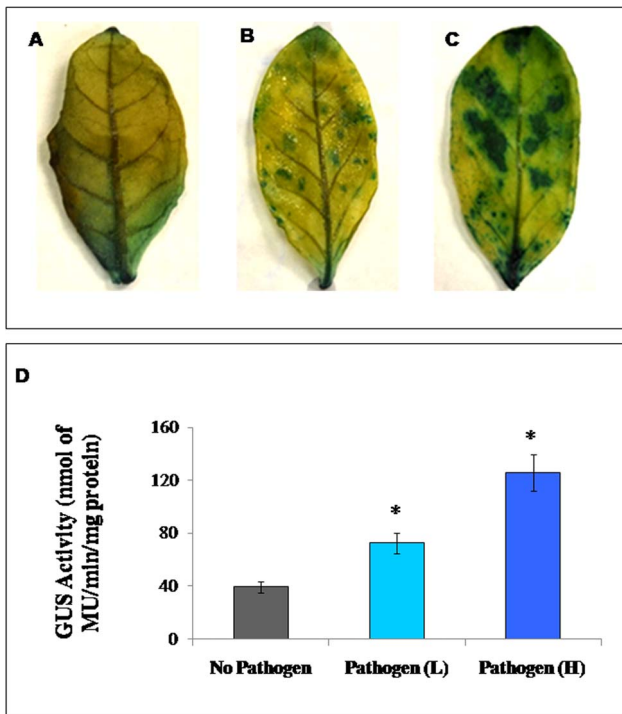 A
B
C
D
GUS Activity (nmol of
MU/min/mg protein)
160
120
80
40
0
*
*
No Pathogen
Pathogen (L)
Pathogen (H)